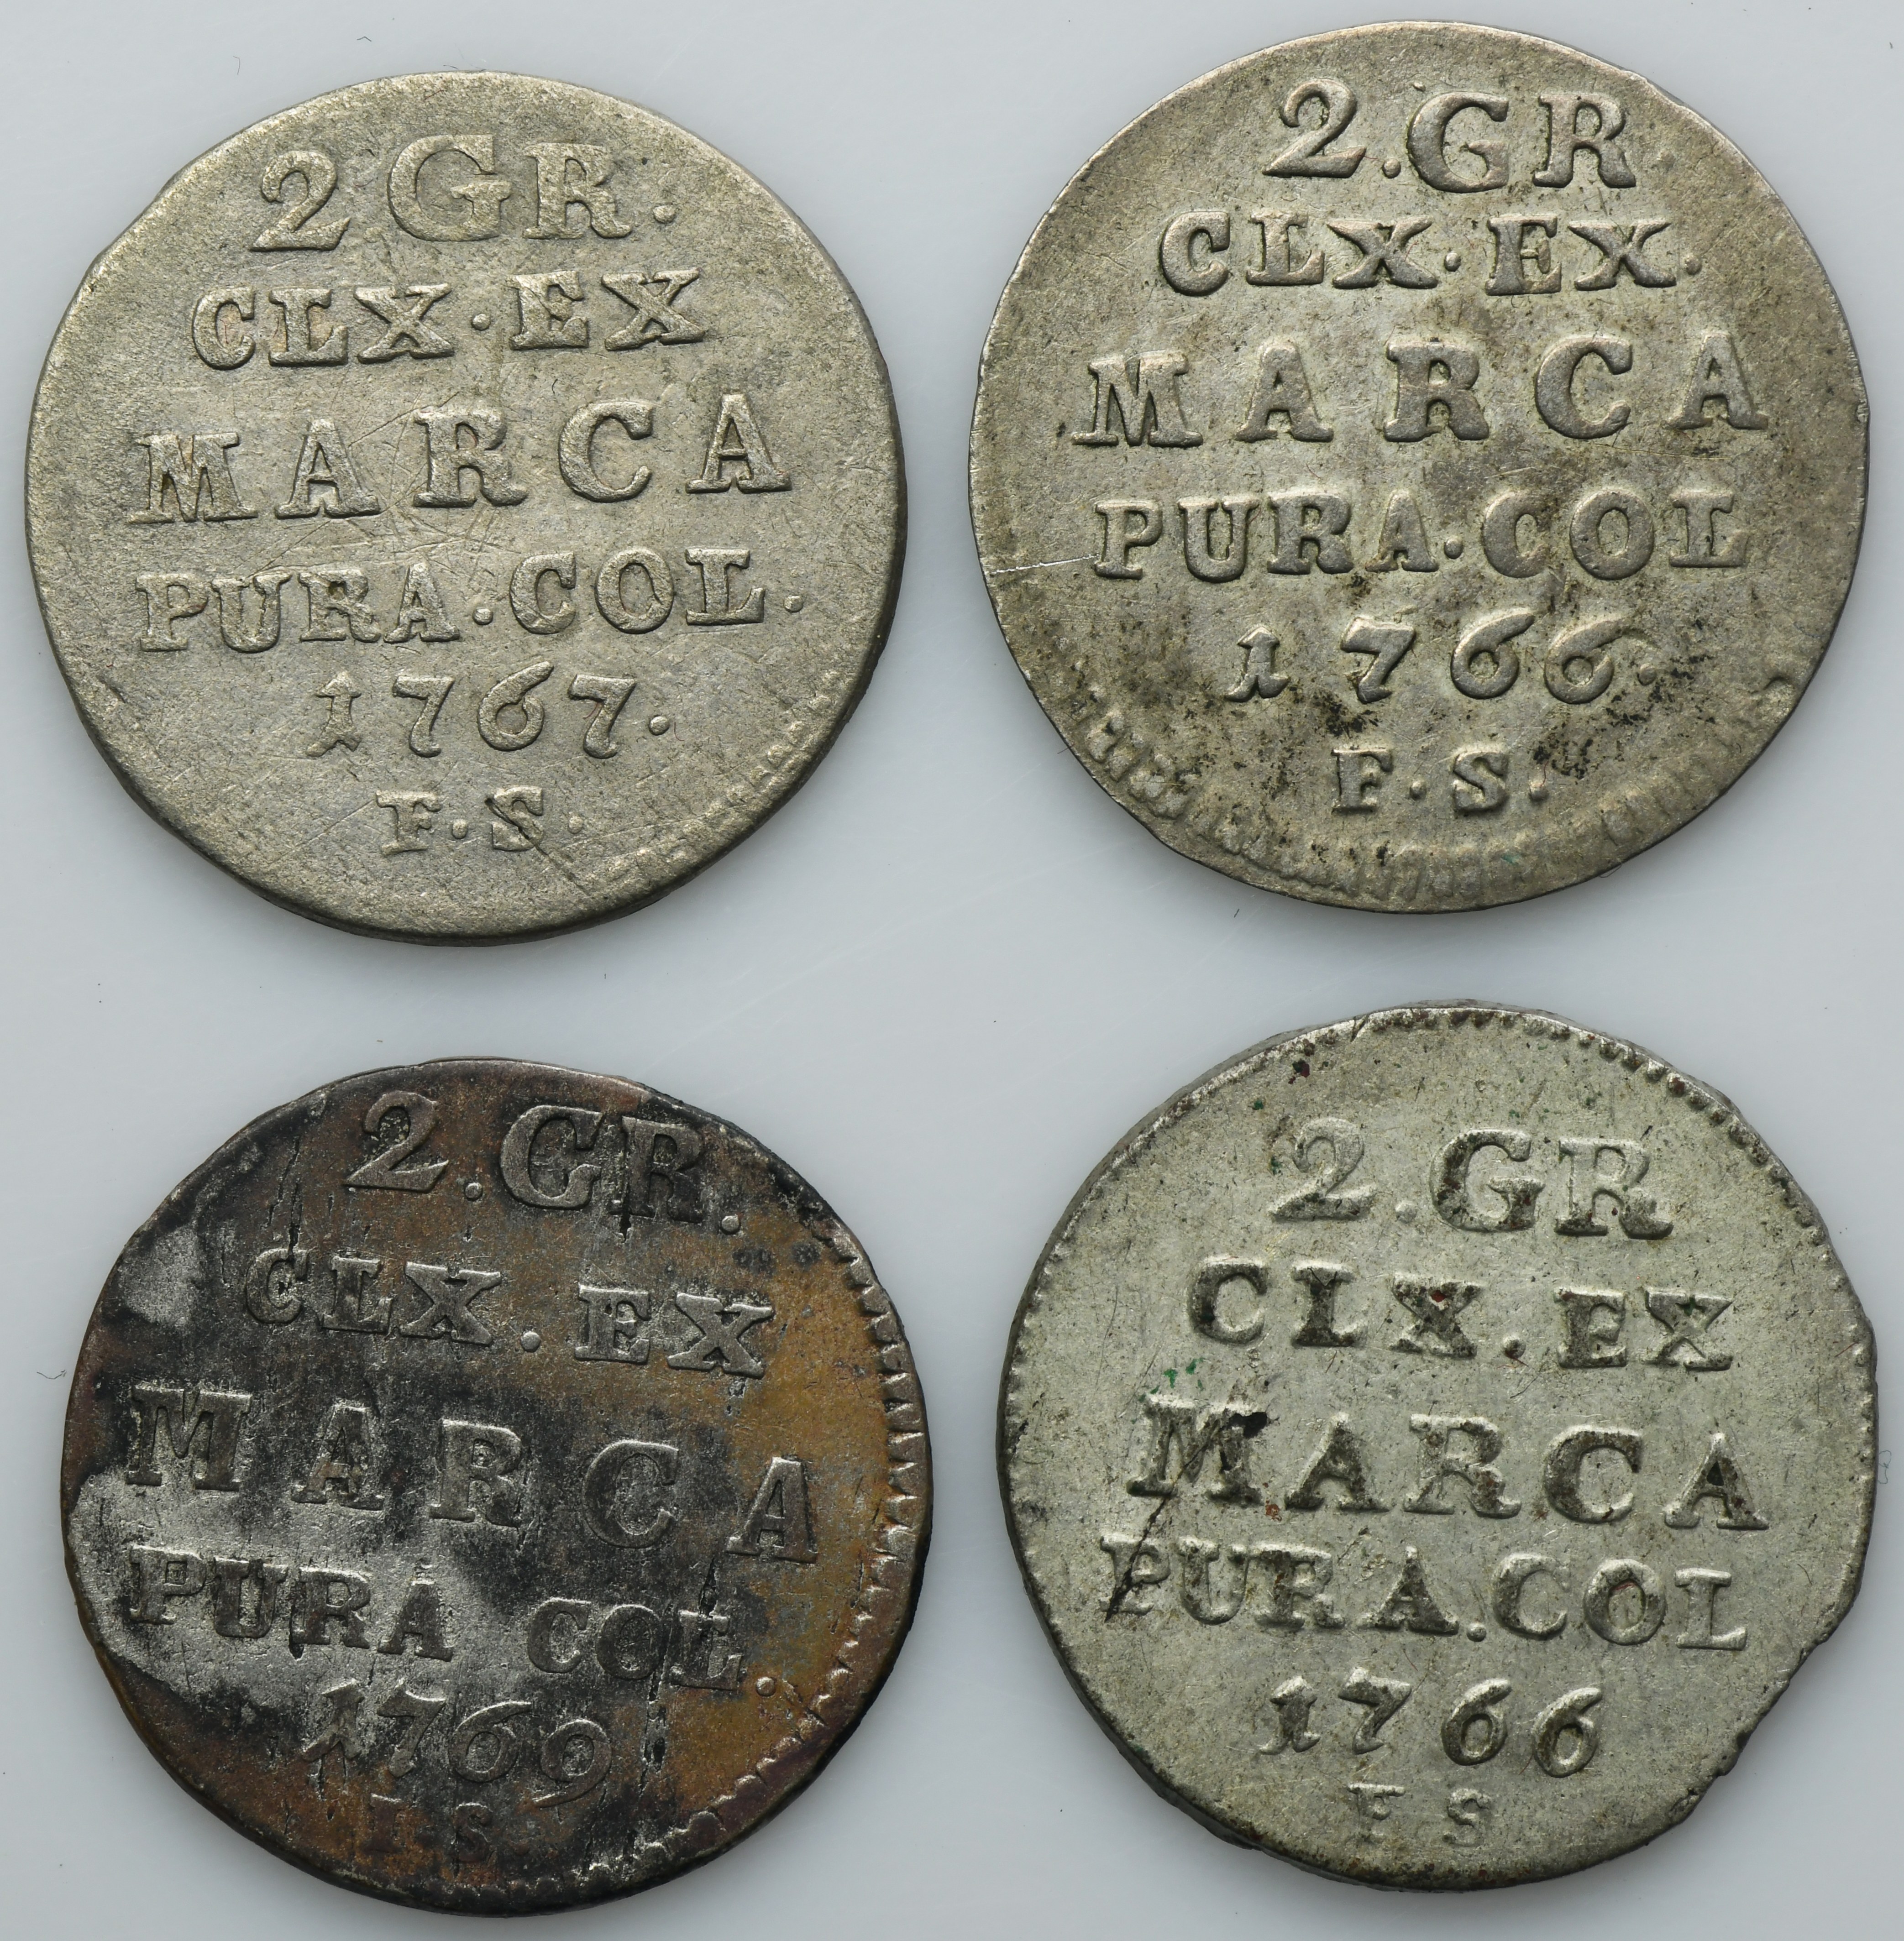 2 GR.
CLX·EX
MARCA
PURA·COL.
1767.
F·S.
2.GR.
CLX·EX.
MARCA
PURA·COL
1766.
F·S.
2.GR.
CLX.EX
MARCA
PURA COL.
1769
I.S.
2.GR
CLX.EX
MARCA
PURA.COL
1766
F S